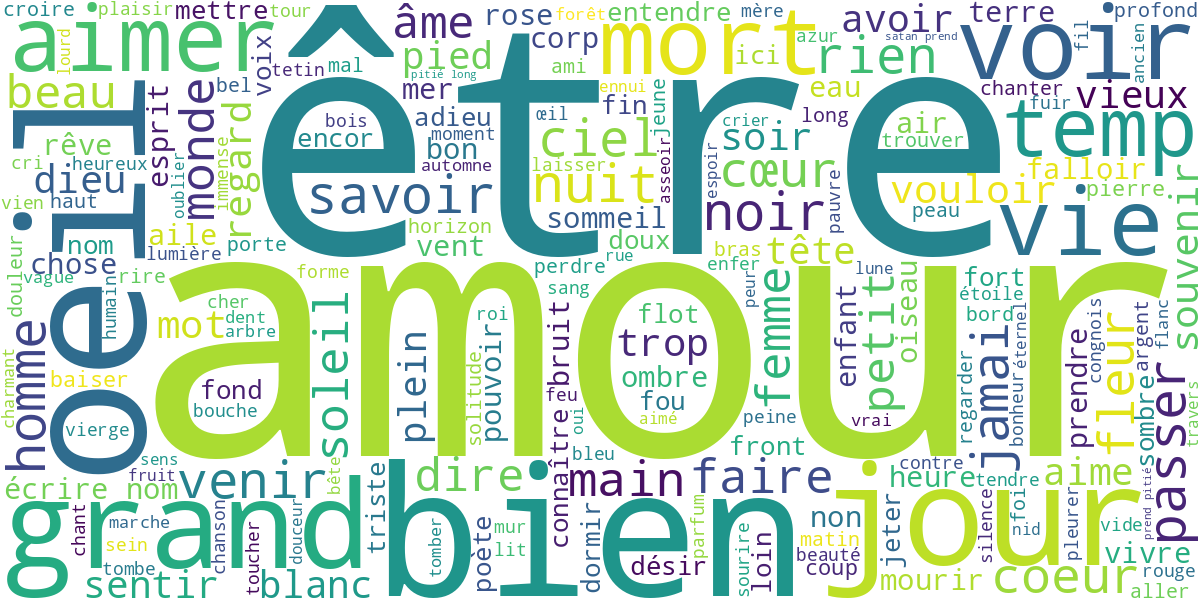 croire plaisir mettre tour
aimer
lourd
voix
tetin mal
âme
pied
pitié long
rose
forêt
entendre mère
corp
ami
mort
ici
azur
ennui
avoir
satan prend
rien
terre
profond
voir
fil
ancien
beau
bel
mer
adieu
moment
bon
automne
fin
œil
eau
long
chanter
fuir
vieux
être
bois
encor
savoir
ciel
jeune
laisser
nuit
asseoir
crier
soir
cœur
espoir
pauvre
noir
air
trouver
vouloir
peau
temp
falloir
pierre
vie
souvenir
rêve
cri heureux
esprit
monde
regard
immense
oublier
dieu
vien haut
œil
nom
aile
lumière
porte
chose
vague
rire
douleur
humain
horizon
vent
sommeil
doux
rue
bras
tête
enfer
perdre
sang
peur
lune
fort
étoile
bord
forme
cher
dent
arbre
mot
soleil
amour
fond
bouche
plein
roi
pouvoir
solitude
feu
bruit
oui
flot
trop
ombre
fou
aimé
femme
peine
front
enfant
vrai
petit
oiseau
regarder
jamai
bonheur
éternel
prendre
congnois
fleur
argent
sombre
flanc
passer
travers
homme
charmant
baiser
vierge
sens
fruit
bête
venir
dire
connaître
bleu
main
faire
contre
heure
tendre
aime
écrire nom
grand
chant
marche
sein
tombe
chanson
toucher
douceur
triste
bien
tomber
poète
mur
lit
dormir
désir
parfum
sourire
loin
non
matin
beauté
coup
jour
jeter
mourir
silence
foi
nid
pleurer
vide
vivre
prend pitié
sentir
blanc
coeur
rouge
aller